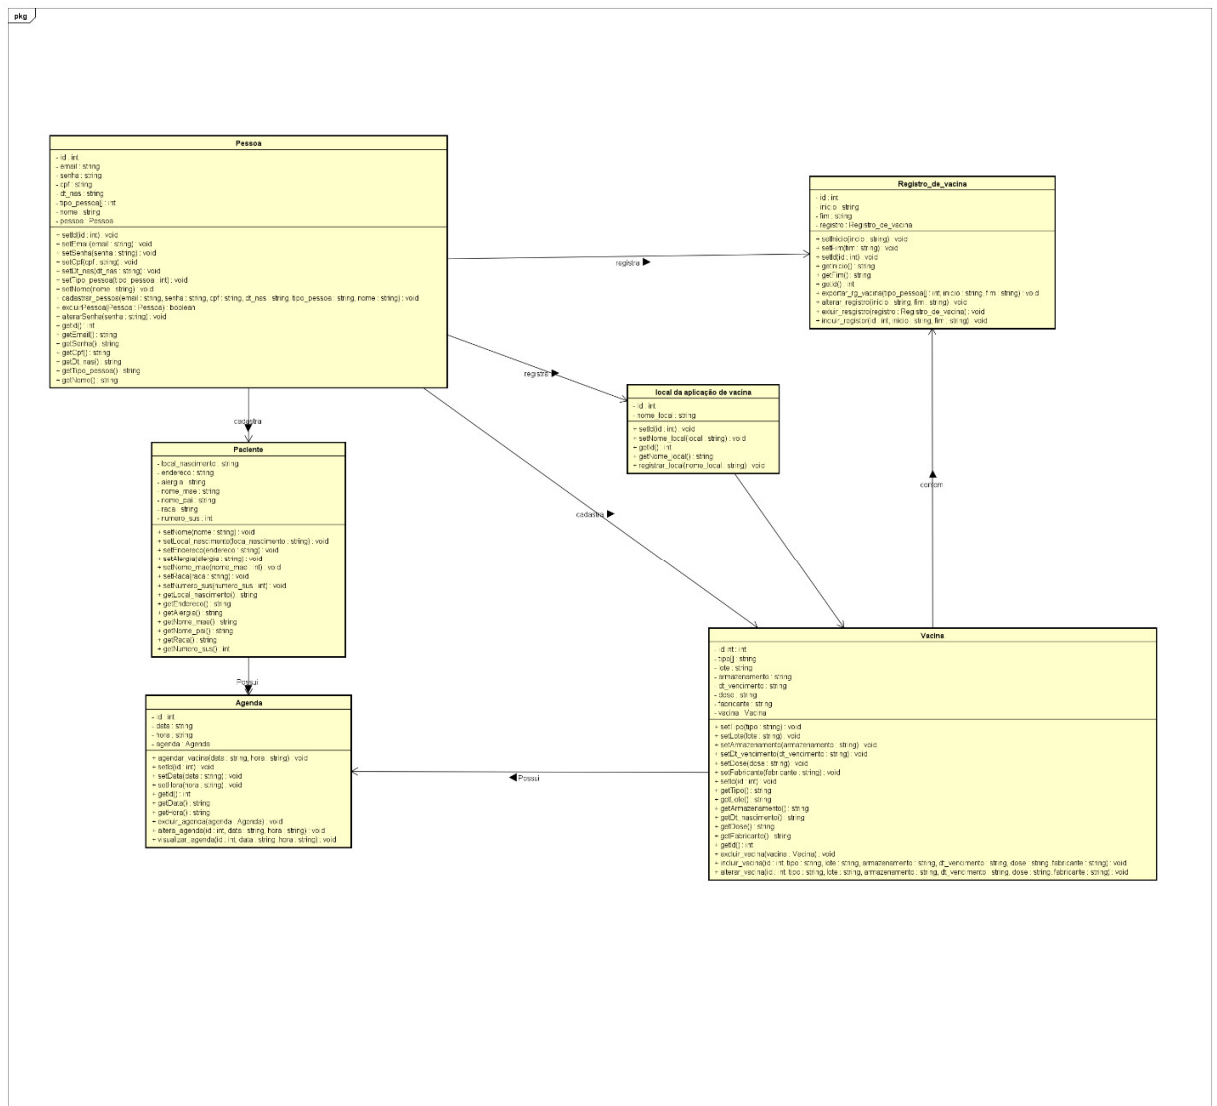 pkg
Pessoa
- id : int
- email : string
- senha : string
- cpf : string
- dt_nas : string
- tipo_pessoa[] : int
- nome : string
- pessoa : Pessoa
+ setId(id : int) : void
+ setEmail(email : string) : void
+ setSenha(senha : string) : void
+ setCpf(cpf : string) : void
+ setDt_nas(dt_nas : string) : void
+ setTipo_pessoa(tipo_pessoa : int) : void
+ setNome(nome : string) : void
+ cadastrar_pessoa(email : string, senha : string, cpf : string, dt_nas : string, tipo_pessoa : string, nome : string) : void
+ excluirPessoa(Pessoa : Pessoa) : boolean
+ alterarSenha(senha : string) : void
+ getId() : int
+ getEmail() : string
+ getSenha() : string
+ getCpf() : string
+ getDt_nas() : string
+ getTipo_pessoa() : string
+ getNome() : string
Registro_de_vacina
- id : int
- inicio : string
- fim : string
- registro : Registro_de_vacina
+ setInicio(incio : string) : void
+ setFim(fim : string) : void
+ setId(id : int) : void
+ getInicio() : string
+ getFim() : string
+ getId() : int
+ exportar_rg_vacina(tipo_pessoa[] : int, inicio : string, fim : string) : void
+ alterar_registro(inicio : string, fim : string) : void
+ exluir_resgistro(registro : Registro_de_vacina) : void
+ incluir_registor(id : int, inicio : string, fim : string) : void
registra
registra
local da aplicação de vacina
- id : int
- nome_local : string
+ setId(id : int) : void
+ setNome_local(local : string) : void
+ getId() : int
+ getNome_local() : string
+ registrar_local(nome_local : string) : void
cadastra
Paciente
- local_nascimento : string
- endereco : string
- alergia : string
- nome_mae : string
- nome_pai : string
- raca : string
- numero_sus : int
+ setNome(nome : string) : void
+ setLocal_nascimento(local_nascimento : string) : void
+ setEndereco(endereco : string) : void
+ setAlergia(alergia : string) : void
+ setNome_mae(nome_mae : int) : void
+ setRaca(raca : string) : void
+ setNumero_sus(numero_sus : int) : void
+ getLocal_nascimento() : string
+ getEndereco() : string
+ getAlergia() : string
+ getNome_mae() : string
+ getNome_pai() : string
+ getRaca() : string
+ getNumero_sus() : int
cadastra
contem
Possui
Agenda
- id : int
- data : string
- hora : string
- agenda : Agenda
+ agendar_vacina(data : string, hora : string) : void
+ setId(id : int) : void
+ setData(data : string) : void
+ setHora(hora : string) : void
+ getId() : int
+ getData() : string
+ getHora() : string
+ excluir_agenda(agenda : Agenda) : void
+ altera_agenda(id : int, data : string, hora : string) : void
+ visualizar_agenda(id : int, data : string, hora : string) : void
Possui
Vacina
- id int : int
- tipo[] : string
- lote : string
- armazenamento : string
- dt_vencimento : string
- dose : string
- fabricante : string
- vacina : Vacina
+ setTipo(tipo : string) : void
+ setLote(lote : string) : void
+ setArmazenamento(armazenamento : string) : void
+ setDt_vencimento(dt_vencimento : string) : void
+ setDose(dose : string) : void
+ setFabricante(fabricante : string) : void
+ setId(id : int) : void
+ getTipo() : string
+ getLote() : string
+ getArmazenamento() : string
+ getDt_nascimento() : string
+ getDose() : string
+ getFabricante() : string
+ getId() : int
+ excluir_vacina(vacina : Vacina) : void
+ incluir_vacina(id : int, tipo : string, lote : string, armazenamento : string, dt_vencimento : string, dose : string, fabricante : string) : void
+ alterar_vacina(id : int, tipo : string, lote : string, armazenamento : string, dt_vencimento : string, dose : string, fabricante : string) : void